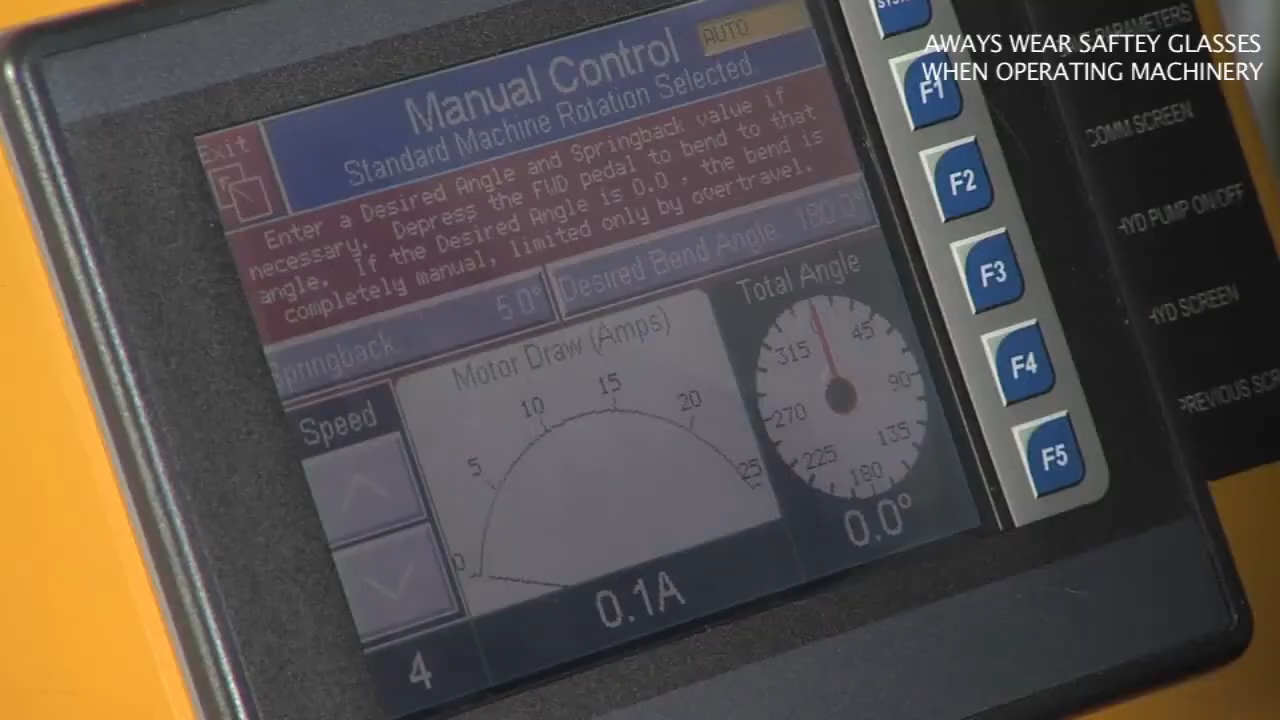 AWAYS WEAR SAFTEY GLASSES
WHEN OPERATING MACHINERY
AUTO
Manual Control
Standard Machine Rotation Selected
Exit
Enter a Desired Angle and Springback value if
necessary. Depress the FWD pedal to bend to that
angle. If the Desired Angle is 0.0 , the bend is
completely manual, limited only by overtravel.
Springback 5.0°
Desired Bend Angle 180.0°
Speed
4
Motor Draw (Amps)
0
5
10
15
20
25
0.1A
Total Angle
0
45
90
135
180
225
270
315
0.0°
F1
F2
F3
F4
F5
PARAMETERS
COMM SCREEN
HYD PUMP ON/OFF
HYD SCREEN
PREVIOUS SCR